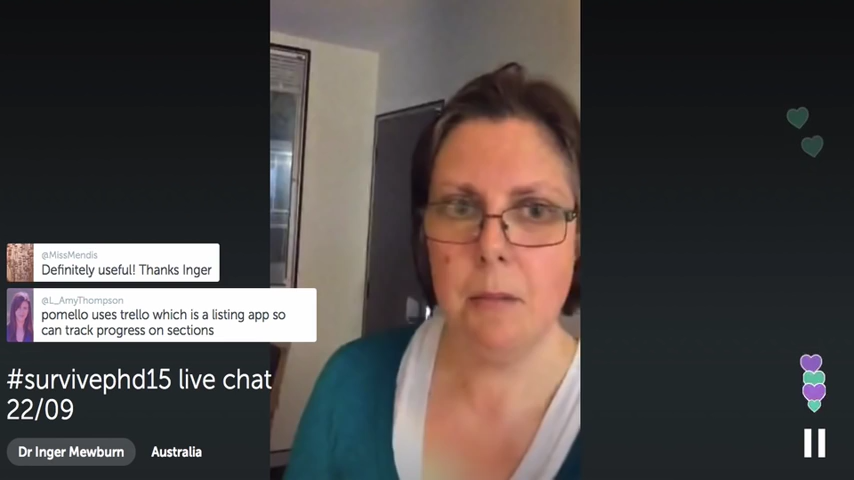 @MissMendis
Definitely useful! Thanks Inger
@L_AmyThompson
pomello uses trello which is a listing app so
can track progress on sections
#survivephd15 live chat
22/09
Dr Inger Mewburn
Australia